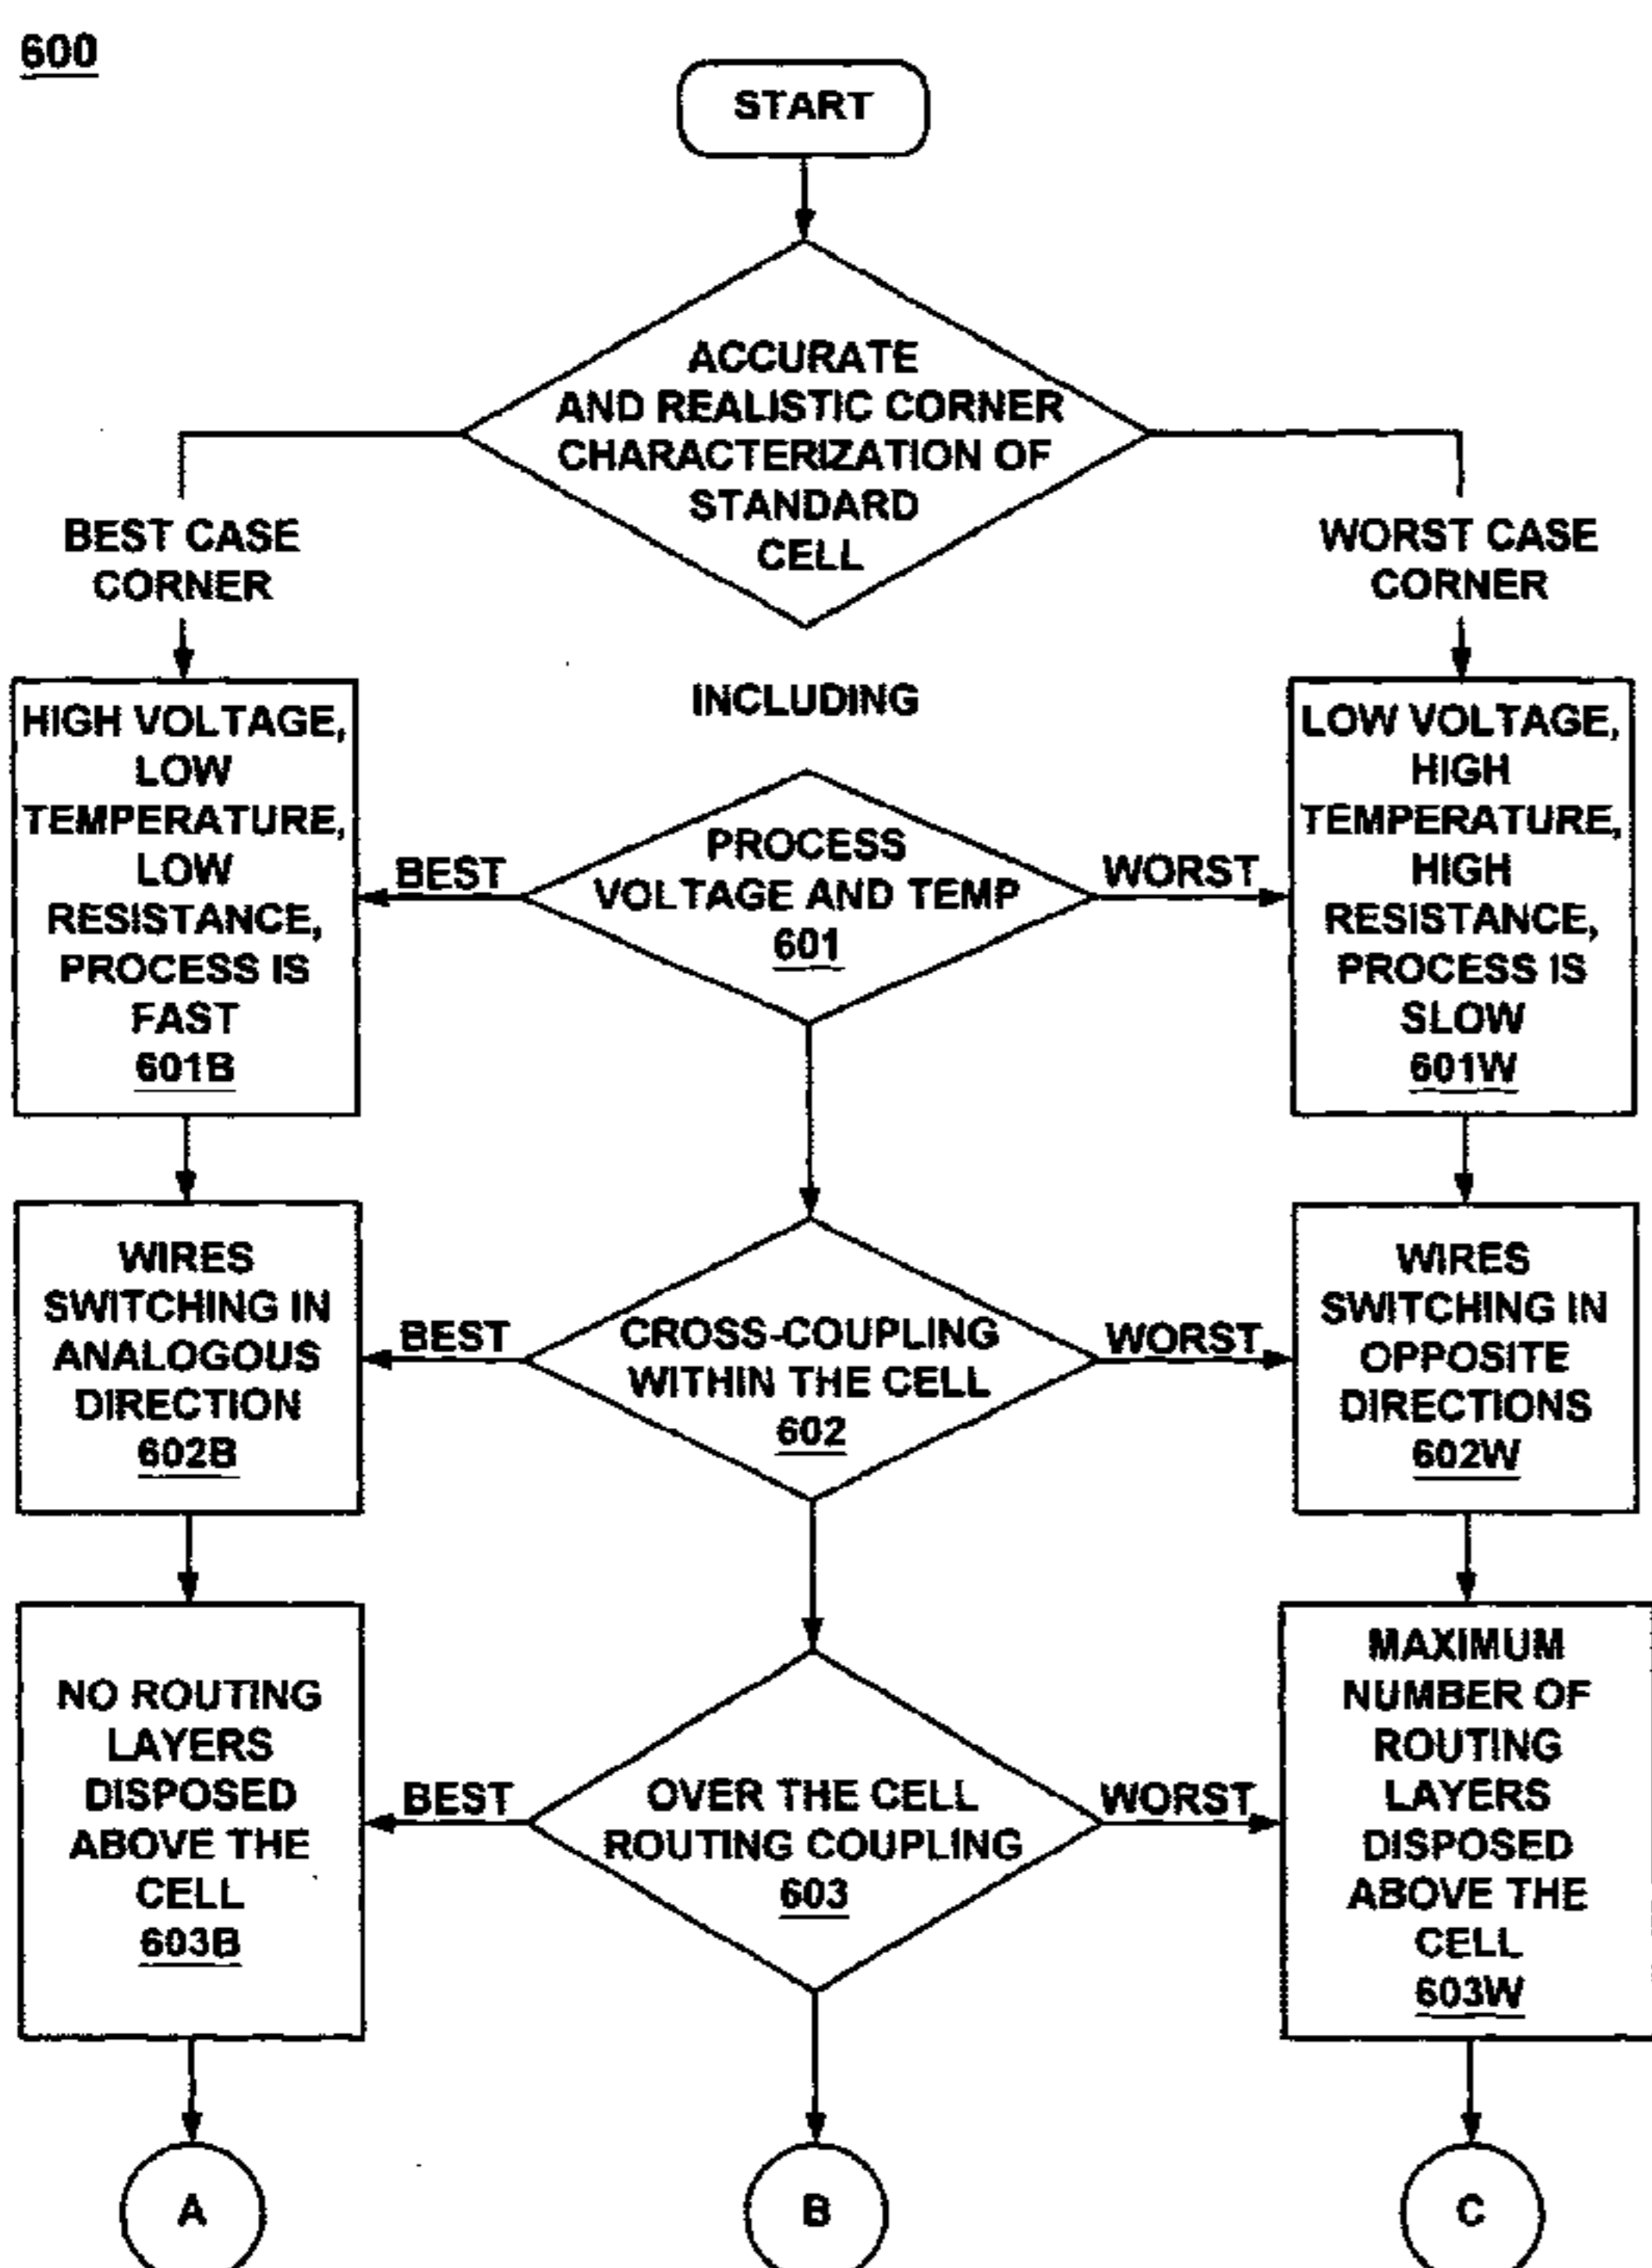 600
START
ACCURATE
AND REALISTIC CORNER
CHARACTERIZATION OF
STANDARD
CELL
BEST CASE
CORNER
WORST CASE
CORNER
INCLUDING
HIGH VOLTAGE,
LOW
TEMPERATURE,
LOW
RESISTANCE,
PROCESS IS
FAST
601B
BEST
PROCESS
VOLTAGE AND TEMP
601
WORST
LOW VOLTAGE,
HIGH
TEMPERATURE,
HIGH
RESISTANCE,
PROCESS IS
SLOW
601W
WIRES
SWITCHING IN
ANALOGOUS
DIRECTION
602B
BEST
CROSS-COUPLING
WITHIN THE CELL
602
WORST
WIRES
SWITCHING IN
OPPOSITE
DIRECTIONS
602W
NO ROUTING
LAYERS
DISPOSED
ABOVE THE
CELL
603B
BEST
OVER THE CELL
ROUTING COUPLING
603
WORST
MAXIMUM
NUMBER OF
ROUTING
LAYERS
DISPOSED
ABOVE THE
CELL
603W
A
B
C